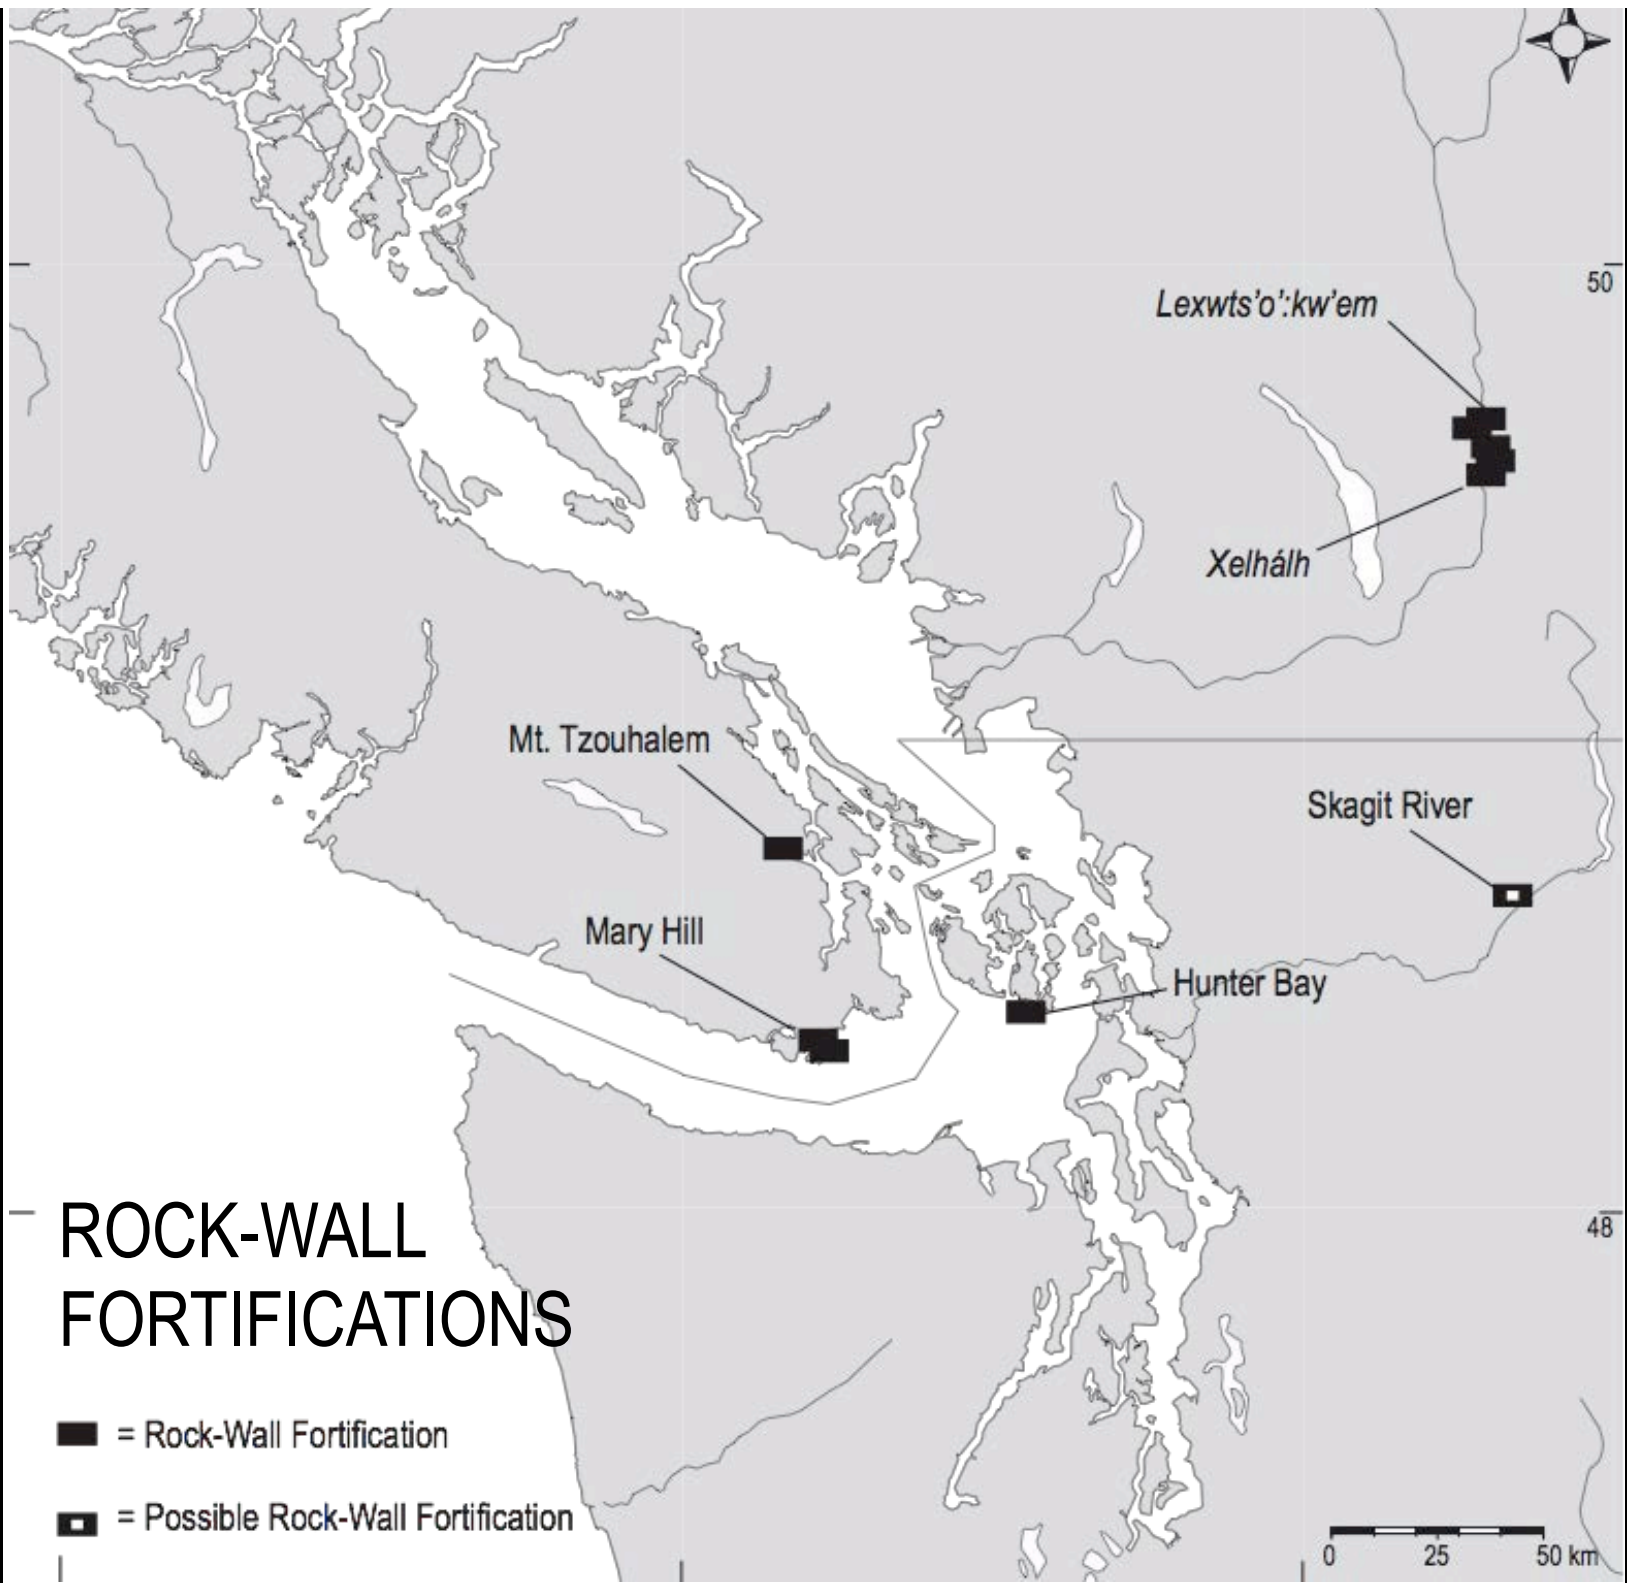 50
Lexwts'o':kw'em
Xelhálh
Mt. Tzouhalem
Skagit River
Mary Hill
Hunter Bay
48
ROCK-WALL
FORTIFICATIONS
= Rock-Wall Fortification
= Possible Rock-Wall Fortification
0 25 50 km